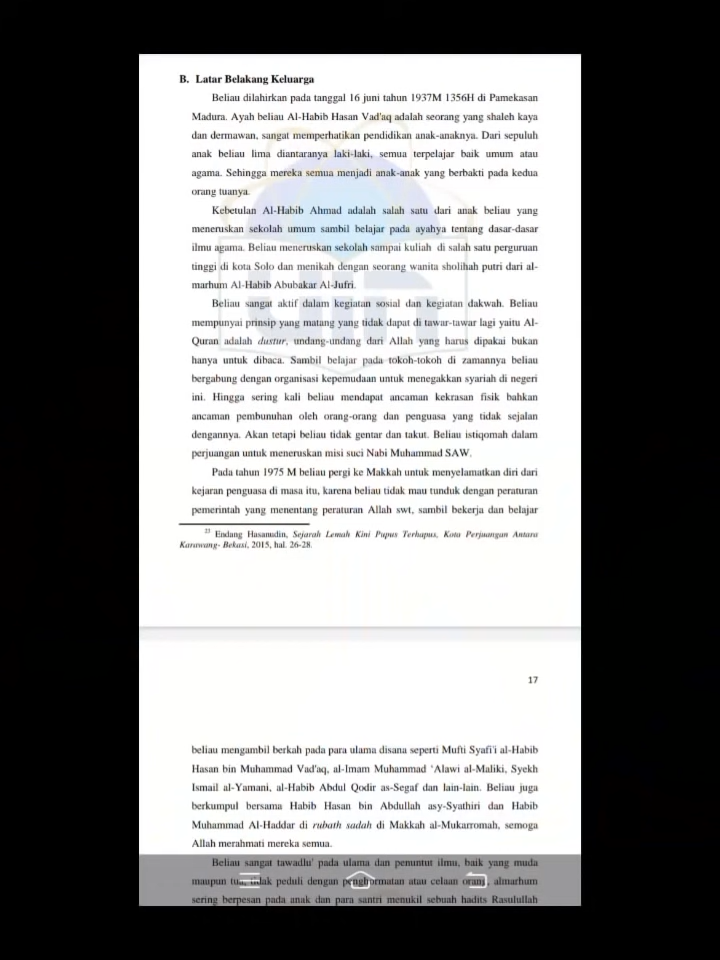 B. Latar Belakang Keluarga
Beliau dilahirkan pada tanggal 16 juni tahun 1937M 1356H di Pamekasan
Madura. Ayah beliau Al-Habib Hasan Vad'aq adalah seorang yang shaleh kaya
dan dermawan, sangat memperhatikan pendidikan anak-anaknya. Dari sepuluh
anak beliau lima diantaranya laki-laki, semua terpelajar baik umum atau
agama. Sehingga mereka semua menjadi anak-anak yang berbakti pada kedua
orang tuanya.
Kebetulan Al-Habib Ahmad adalah salah satu dari anak beliau yang
meneruskan sekolah umum sambil belajar pada ayahya tentang dasar-dasar
ilmu agama. Beliau meneruskan sekolah sampai kuliah di salah satu perguruan
tinggi di kota Solo dan menikah dengan seorang wanita sholihah putri dari al-
marhum Al-Habib Abubakar Al-Jufri.
Beliau sangat aktif dalam kegiatan sosial dan kegiatan dakwah. Beliau
mempunyai prinsip yang matang yang tidak dapat di tawar-tawar lagi yaitu Al-
Quran adalah dustur, undang-undang dari Allah yang harus dipakai bukan
hanya untuk dibaca. Sambil belajar pada tokoh-tokoh di zamannya beliau
bergabung dengan organisasi kepemudaan untuk menegakkan syariah di negeri
ini. Hingga sering kali beliau mendapat ancaman kekrasan fisik bahkan
ancaman pembunuhan oleh orang-orang dan penguasa yang tidak sejalan
dengannya. Akan tetapi beliau tidak gentar dan takut. Beliau istiqomah dalam
perjuangan untuk meneruskan misi suci Nabi Muhammad SAW.
Pada tahun 1975 M beliau pergi ke Makkah untuk menyelamatkan diri dari
kejaran penguasa di masa itu, karena beliau tidak mau tunduk dengan peraturan
pemerintah yang menentang peraturan Allah swt, sambil bekerja dan belajar
Endang Hasanudin, Sejarah Lemah Kini Pupus Terhapus, Kota Perjuangan Antara
Karawang- Bekasi, 2015, hal. 26-28.
17
beliau mengambil berkah pada para ulama disana seperti Mufti Syafi'i al-Habib
Hasan bin Muhammad Vad'aq, al-Imam Muhammad 'Alawi al-Maliki, Syekh
Ismail al-Yamani, al-Habib Abdul Qodir as-Segaf dan lain-lain. Beliau juga
berkumpul bersama Habib Hasan bin Abdullah asy-Syathiri dan Habib
Muhammad Al-Haddar di rubath sadah di Makkah al-Mukarromah, semoga
Allah merahmati mereka semua.
Beliau sangat tawadlu' pada ulama dan penuntut ilmu, baik yang muda
maupun tua, tidak peduli dengan penghormatan atau celaan orang, almarhum
sering berpesan pada anak dan para santri menukil sebuah hadits Rasulullah